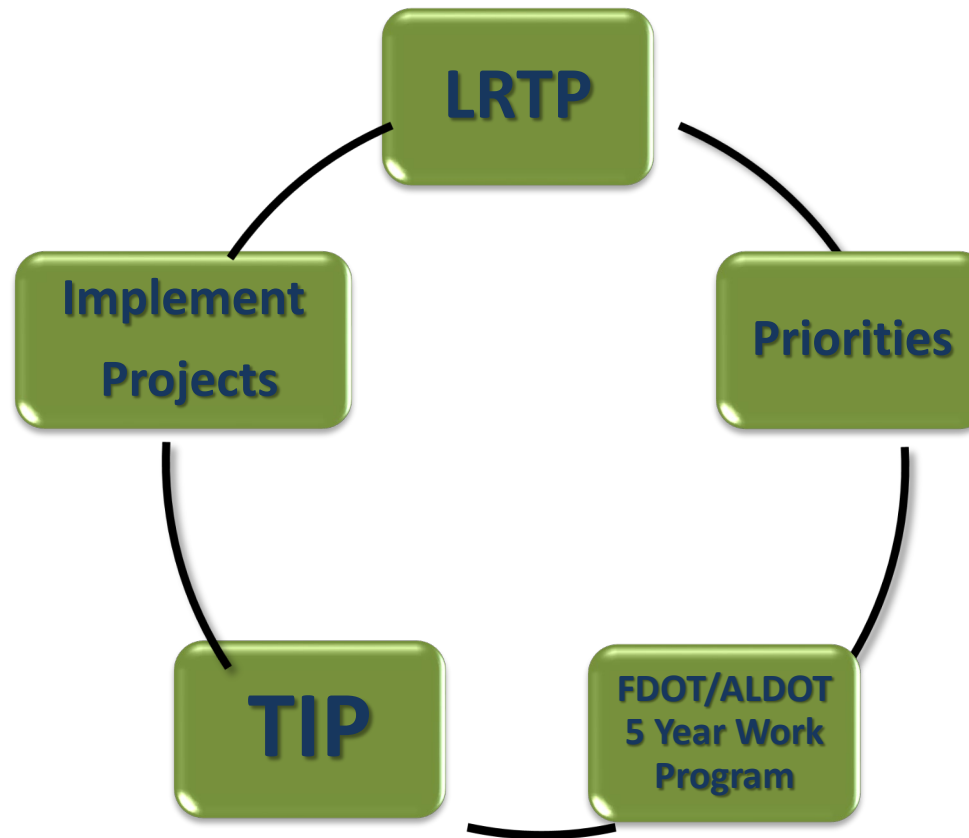 LRTP
Implement
Projects
Priorities
TIP
FDOT/ALDOT
5 Year Work
Program